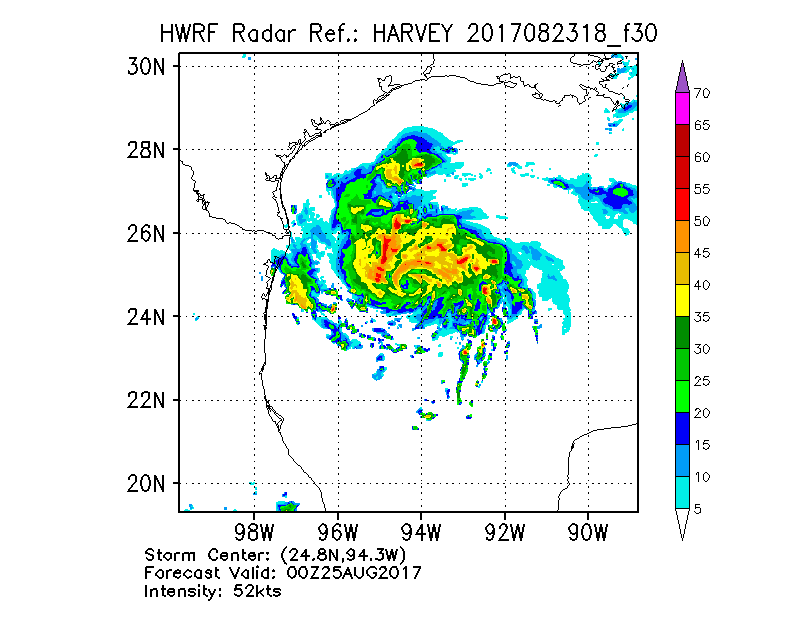 HWRF Radar Ref.: HARVEY 2017082318_f30
30N
28N
26N
24N
22N
20N
98W 96W 94W 92W 90W
70
65
60
55
50
45
40
35
30
25
20
15
10
5
Storm Center: (24.8N,94.3W)
Forecast Valid: 00Z25AUG2017
Intensity: 52kts